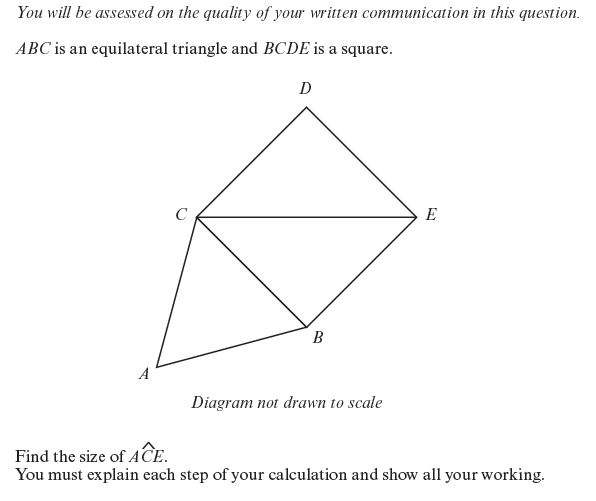 You will be assessed on the quality of your written communication in this question.
ABC is an equilateral triangle and BCDE is a square.
D
C
E
B
A
Diagram not drawn to scale
Find the size of AĈE.
You must explain each step of your calculation and show all your working.